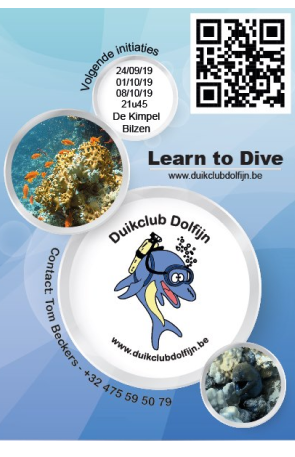 Volgende initiaties
24/09/19
01/10/19
08/10/19
21u45
De Kimpel
Bilzen
Learn to Dive
www.duikclubdolfijn.be
Duikclub Dolfijn
www.duikclubdolfijn.be
Contact: Tom Beckers - +32 475 59 50 79